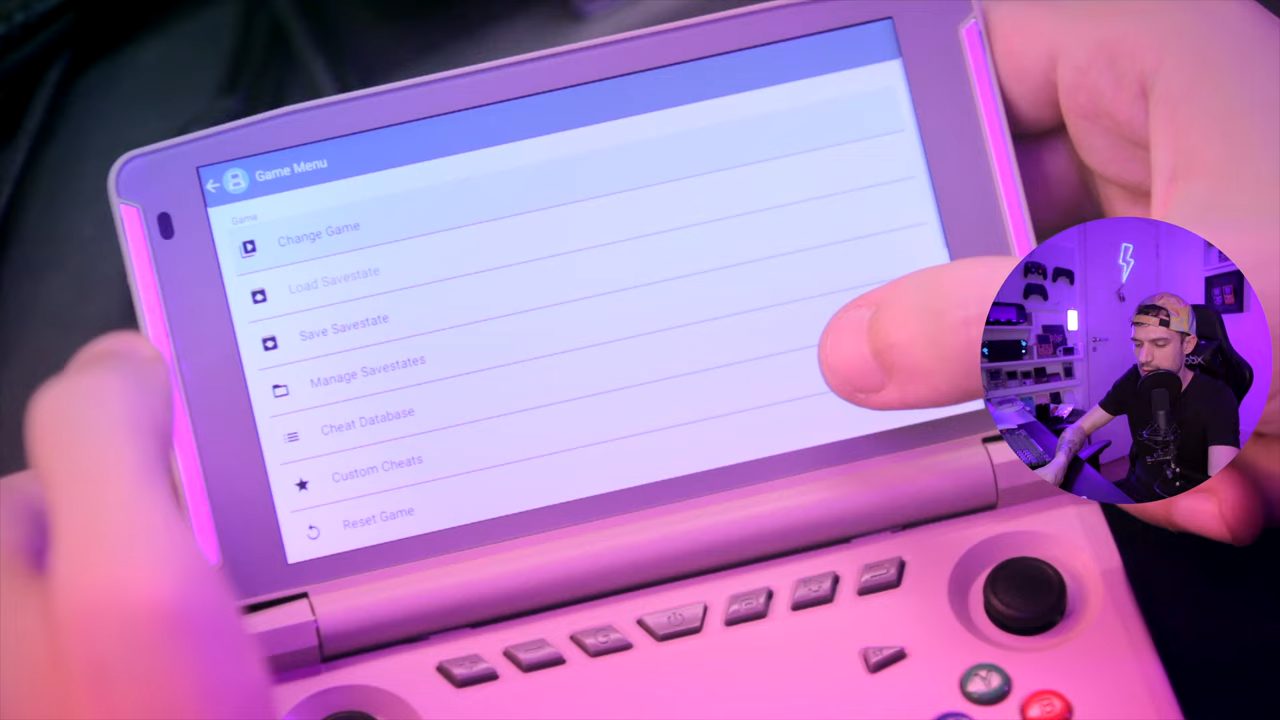 Game Menu
Game
Change Game
Load Savestate
Save Savestate
Manage Savestates
Cheat Database
Custom Cheats
Reset Game
Y
B